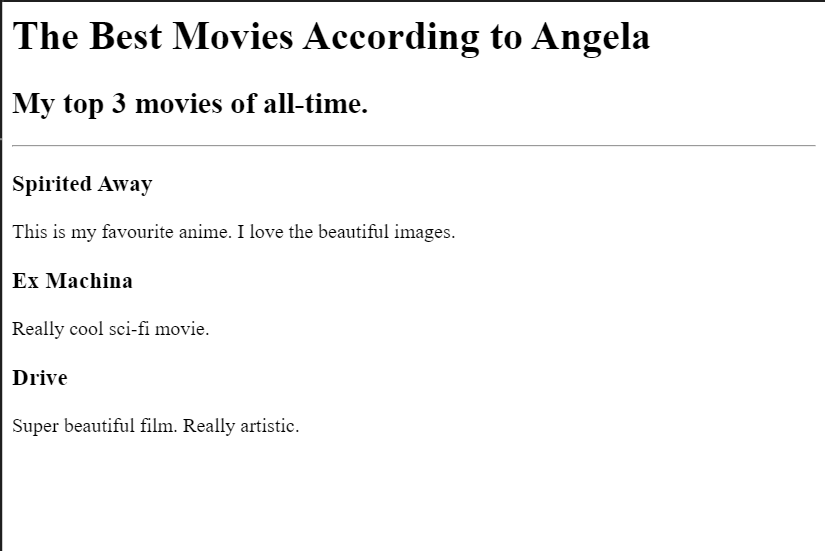 The Best Movies According to Angela
My top 3 movies of all-time.
Spirited Away
This is my favourite anime. I love the beautiful images.
Ex Machina
Really cool sci-fi movie.
Drive
Super beautiful film. Really artistic.